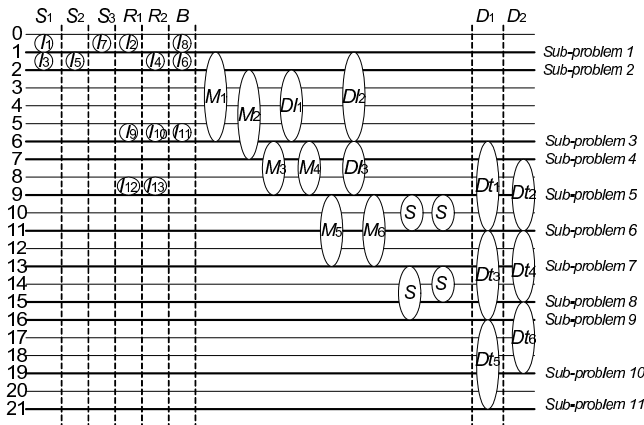 S1 S2 S3 R1 R2 B D1 D2
0 I1 I7 I2 I8
1 Sub-problem 1
I3 I5 I4 I6
2 Sub-problem 2
3 M1 M2 DI1 DI2
4
5 I9 I10 I11
6 Sub-problem 3
7 M3 M4 DI3 Sub-problem 4
8 I12 I13 Dt1 Dt2
9 Sub-problem 5
10 M5 M6 S S
11 Sub-problem 6
12 Dt3 Dt4
13 Sub-problem 7
14 S S
15 Sub-problem 8
16 Sub-problem 9
17 Dt6
18 Dt5
19 Sub-problem 10
20
21 Sub-problem 11